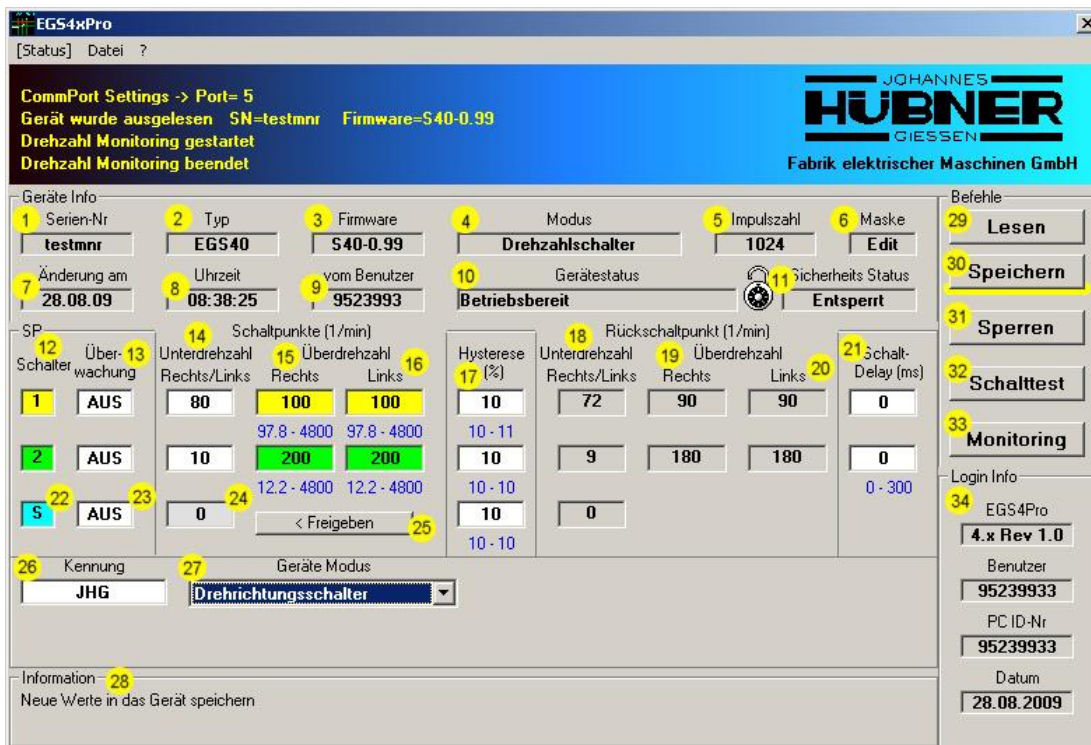 EGS4xPro
[Status] Datei ?
CommPort Settings -> Port= 5
Gerät wurde ausgelesen SN=testmnr Firmware=S40-0.99
Drehzahl Monitoring gestartet
Drehzahl Monitoring beendet
JOHANNES
HÜBNER
GIESSEN
Fabrik elektrischer Maschinen GmbH
Geräte Info
1 Serien-Nr 2 Typ 3 Firmware 4 Modus 5 Impulszahl 6 Maske
testmnr EGS40 S40-0.99 Drehzahlschalter 1024 Edit
7 Änderung am 8 Uhrzeit 9 vom Benutzer 10 Gerätestatus 11 Sicherheits Status
28.08.09 08:38:25 9523993 Betriebsbereit Entsperrt
SP Schaltpunkte (1/min) Rückschaltpunkt (1/min)
12 Schalter Über- 13 wachung 14 Unterdrehzahl 15 Überdrehzahl 16 Hysterese 18 Unterdrehzahl 19 Überdrehzahl 20 21 Schalt-
Rechts/Links Rechts Links 17 (%) Rechts/Links Rechts Links Delay (ms)
1 AUS 80 100 100 10 72 90 90 0
97.8 - 4800 97.8 - 4800 10 - 11
2 AUS 10 200 200 10 9 180 180 0
12.2 - 4800 12.2 - 4800 10 - 10 0 - 300
S 22 AUS 23 0 24 < Freigeben 25 10 0
10 - 10
26 Kennung 27 Geräte Modus
JHG Drehrichtungsschalter
Information 28
Neue Werte in das Gerät speichern
Befehle
29 Lesen
30 Speichern
31 Sperren
32 Schalttest
33 Monitoring
Login Info
34 EGS4Pro
4.x Rev 1.0
Benutzer
95239933
PC ID-Nr
95239933
Datum
28.08.2009